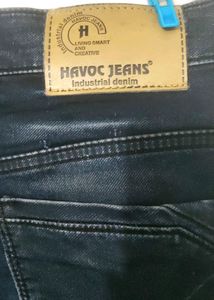 Industrial denim
HAVOC JEANS
H
LIVING SMART
AND
CREATIVE
HAVOC JEANS®
Industrial denim